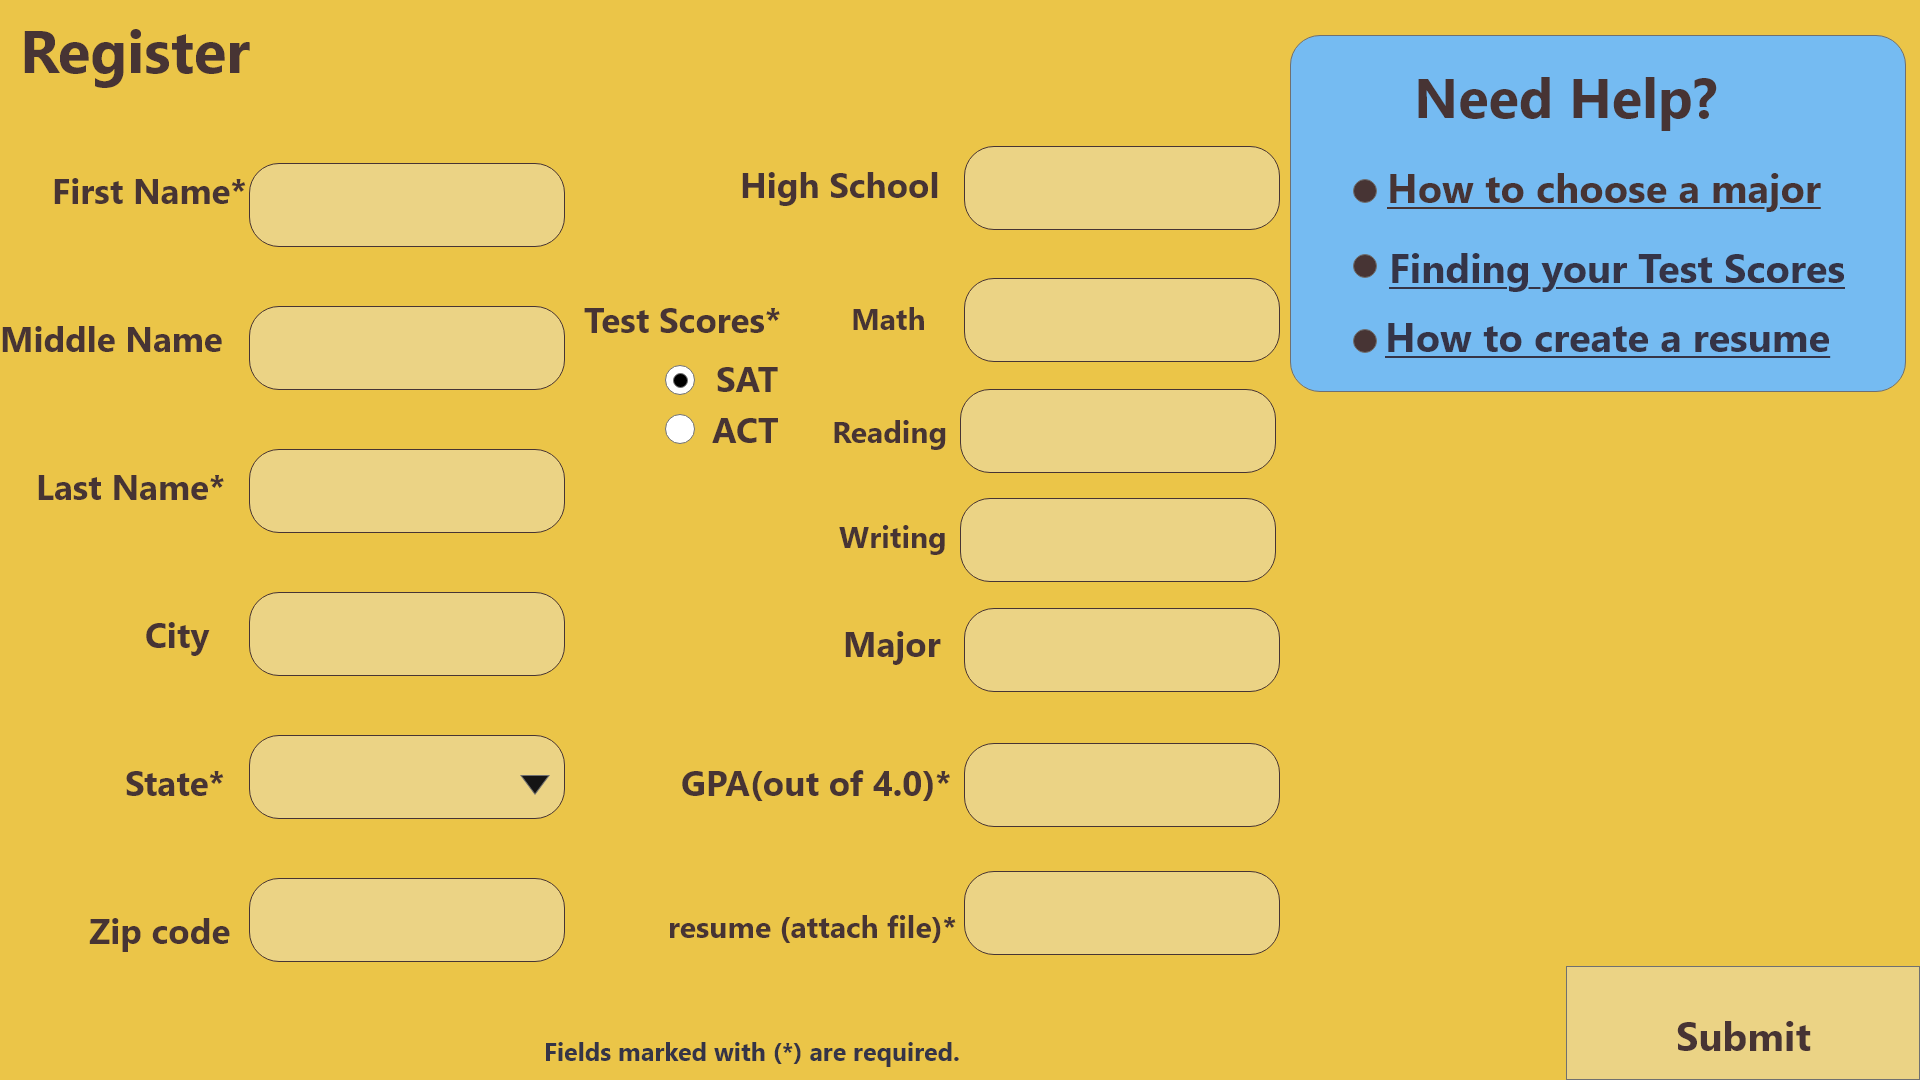 Register
First Name*
Middle Name
Last Name*
City
State*
Zip code
High School
Test Scores*
SAT
ACT
Math
Reading
Writing
Major
GPA(out of 4.0)*
resume (attach file)*
Need Help?
How to choose a major
Finding your Test Scores
How to create a resume
Fields marked with (*) are required.
Submit